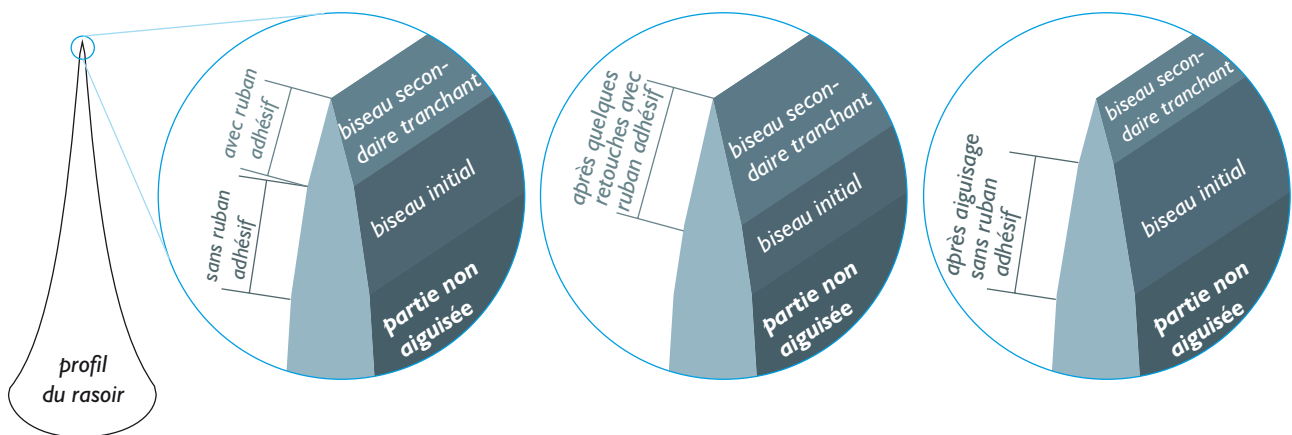 profil
du rasoir
avec ruban
adhésif
sans ruban
adhésif
biseau secon-
daire tranchant
biseau initial
partie non
aiguisée
après quelques
retouches avec
ruban adhésif
biseau secon-
daire tranchant
biseau initial
partie non
aiguisée
après aiguisage
sans ruban
adhésif
biseau secon-
daire tranchant
biseau initial
partie non
aiguisée